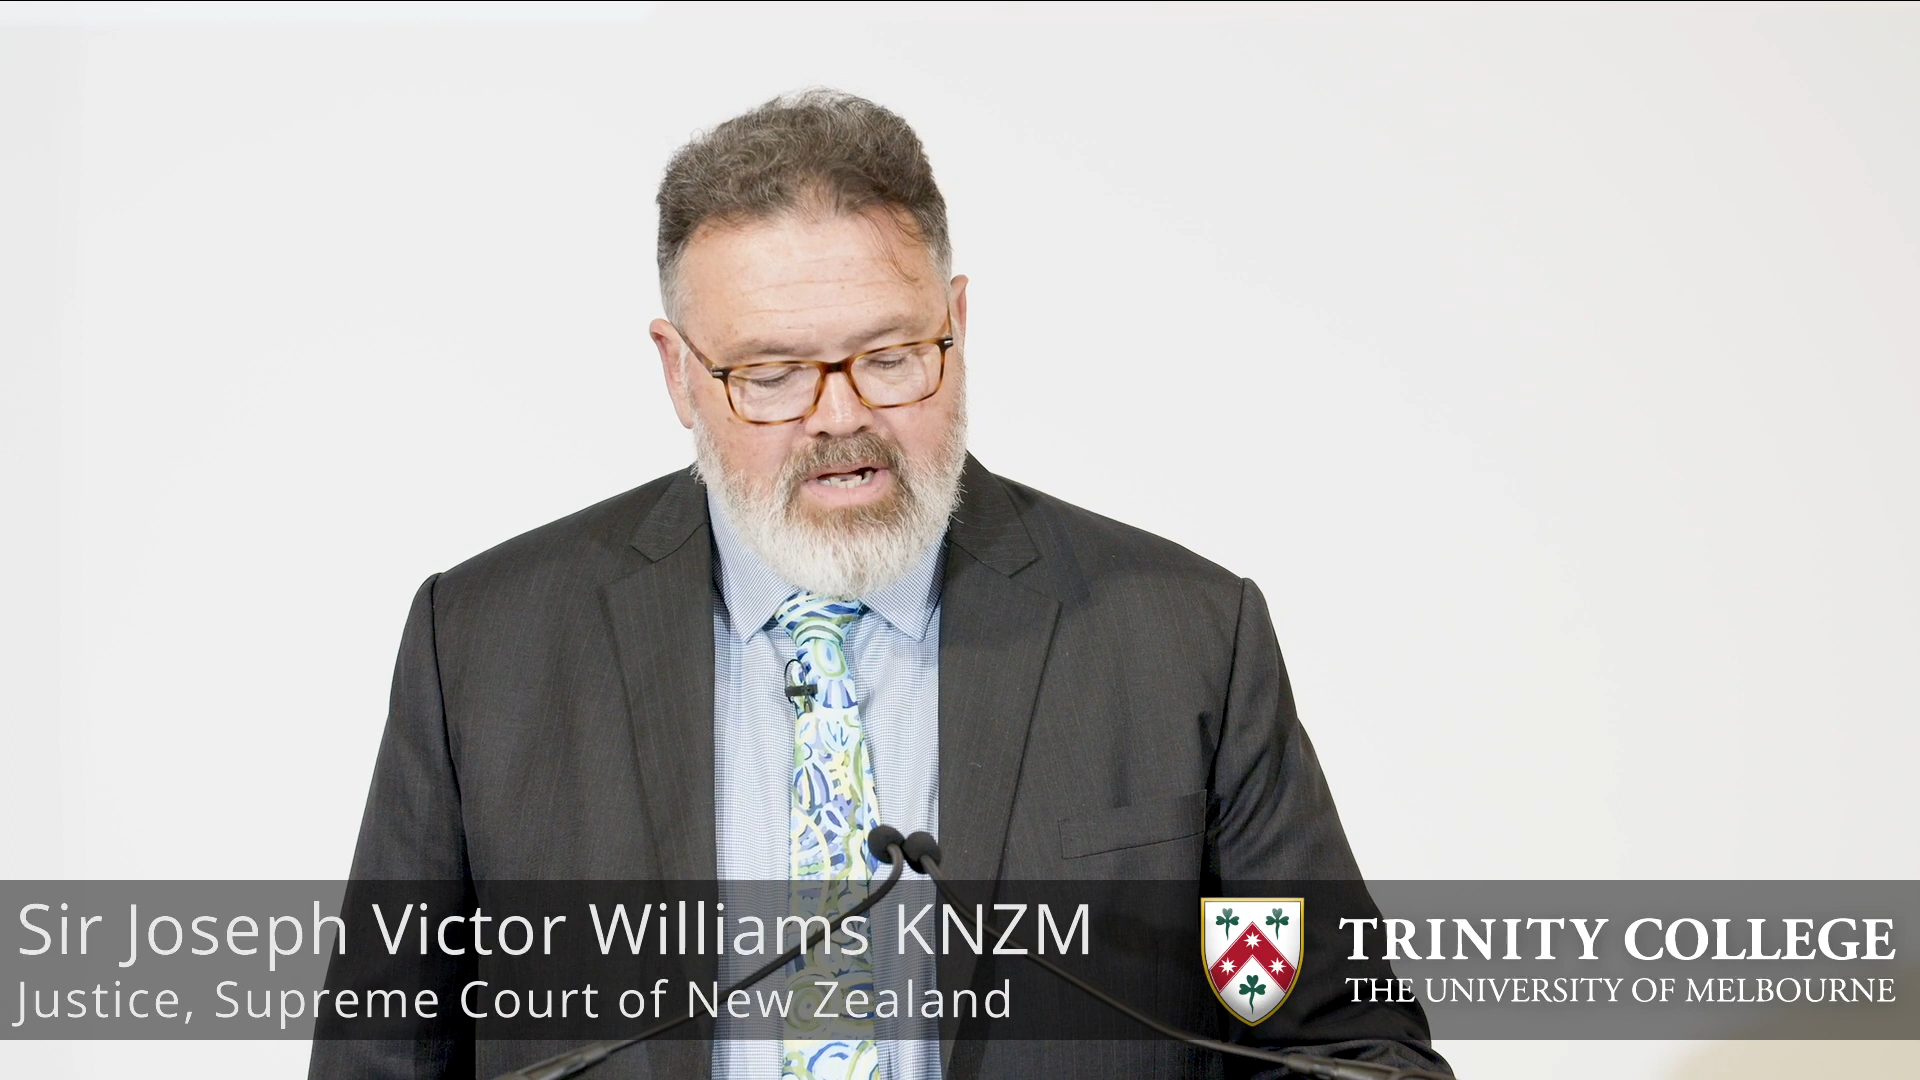 Sir Joseph Victor Williams KNZM
Justice, Supreme Court of New Zealand
TRINITY COLLEGE
THE UNIVERSITY OF MELBOURNE